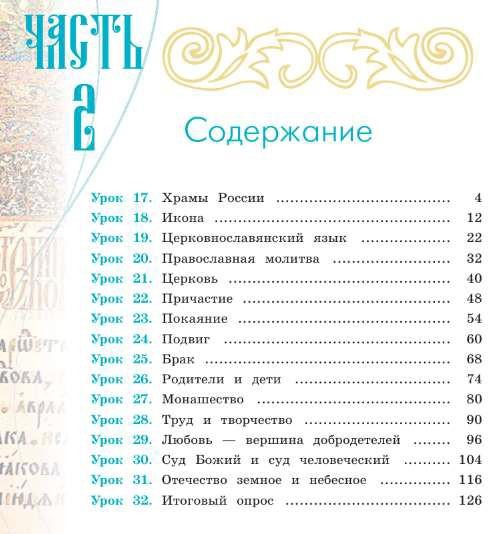 ЧАСТЬ
2
Содержание
Урок 17. Храмы России ........................... 4
Урок 18. Икона ..................................... 12
Урок 19. Церковнославянский язык .............. 22
Урок 20. Православная молитва ................. 32
Урок 21. Церковь .................................. 40
Урок 22. Причастие ................................ 48
Урок 23. Покаяние ................................. 54
Урок 24. Подвиг ................................... 60
Урок 25. Брак ...................................... 68
Урок 26. Родители и дети ........................ 74
Урок 27. Монашество .............................. 80
Урок 28. Труд и творчество ...................... 90
Урок 29. Любовь — вершина добродетелей ...... 96
Урок 30. Суд Божий и суд человеческий ........ 104
Урок 31. Отечество земное и небесное .......... 116
Урок 32. Итоговый опрос ......................... 126